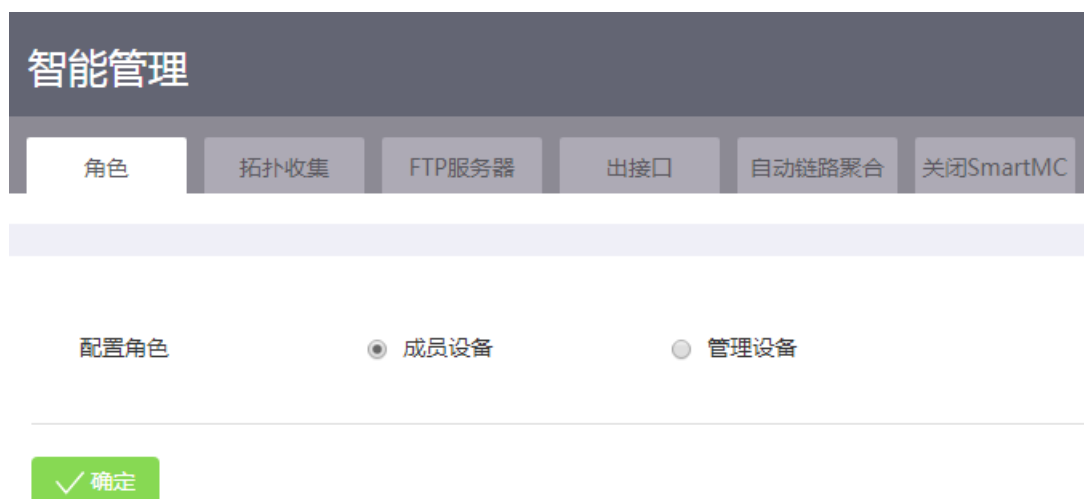 智能管理
角色 拓扑收集 FTP服务器 出接口 自动链路聚合 关闭SmartMC
配置角色 成员设备 管理设备
确定